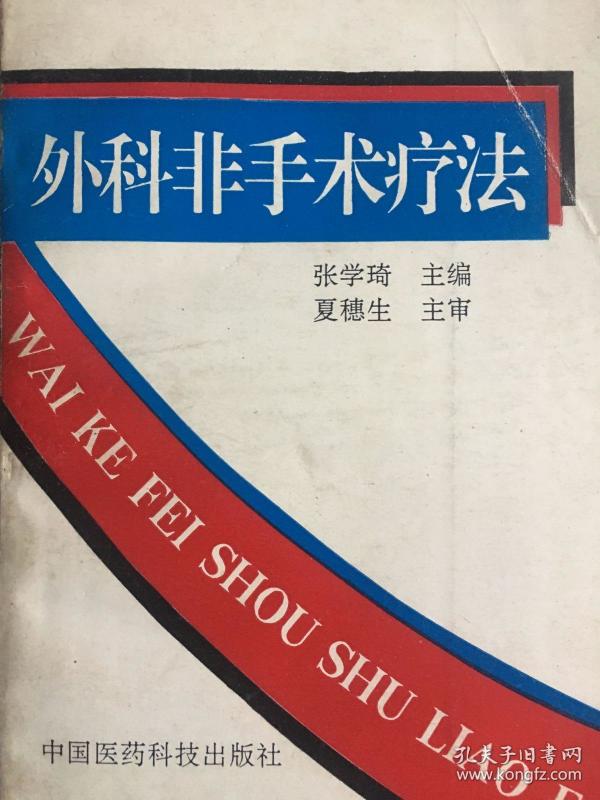 外科非手术疗法
张学琦 主编
夏穗生 主审
WAI KE FEI SHOU SHU LIAO F
中国医药科技出版社
孔夫子旧书网
www.kongfz.com